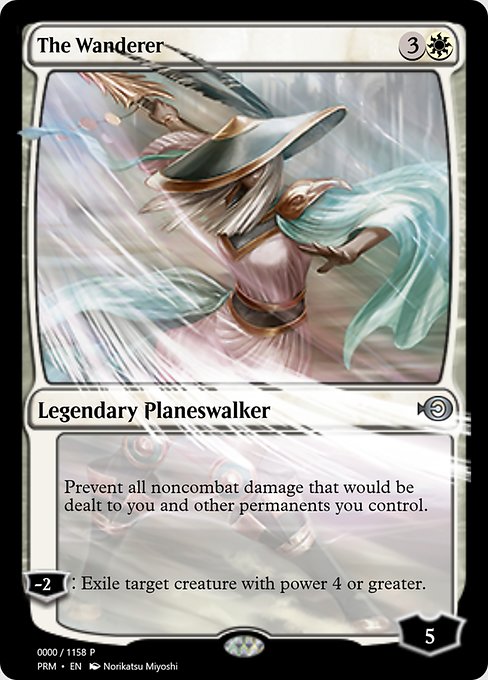 The Wanderer 3
Legendary Planeswalker
Prevent all noncombat damage that would be
dealt to you and other permanents you control.
-2 : Exile target creature with power 4 or greater.
5
0000 / 1158 P
PRM • EN Norikatsu Miyoshi